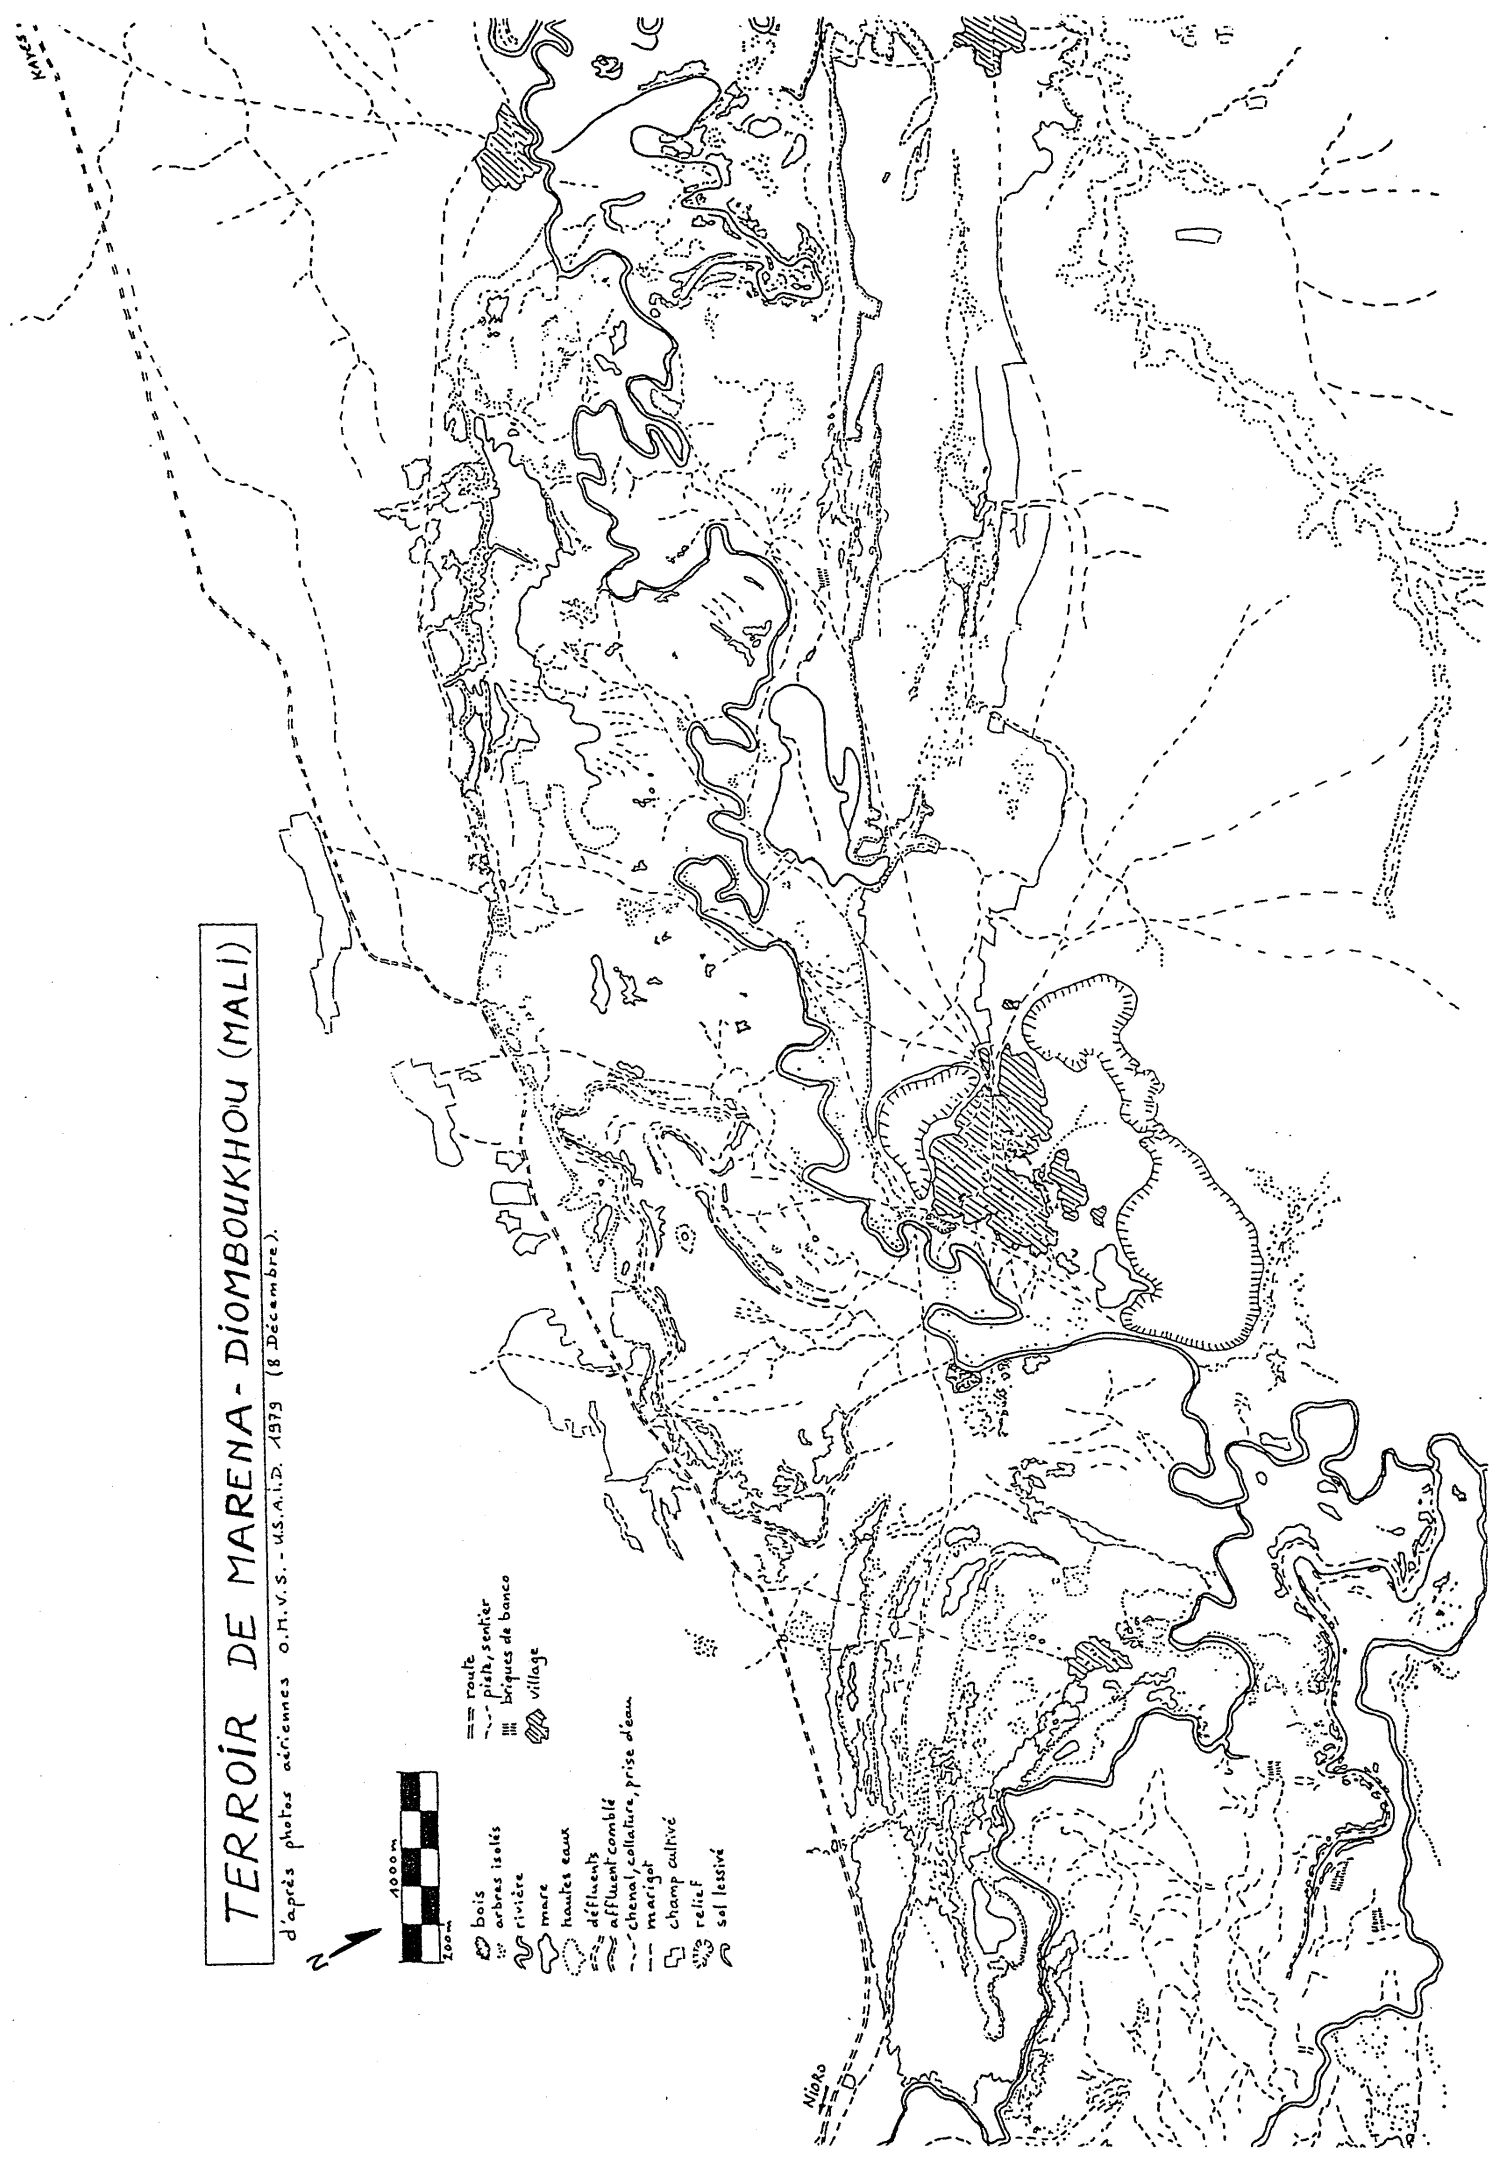 TERROIR DE MARENA - DIOMBOUKHOU (MALI)
d'après photos aériennes O.M.V.S. - U.S.A.I.D. 1979 (8 Décembre).
N
1000m
200m
bois
arbres isolés
rivière
mare
hautes eaux
défluents
affluent comblé
chenal, collature, prise d'eau
marigot
champ cultivé
relief
sol lessivé
route
piste, sentier
briques de banco
village
KAYES
NIORO